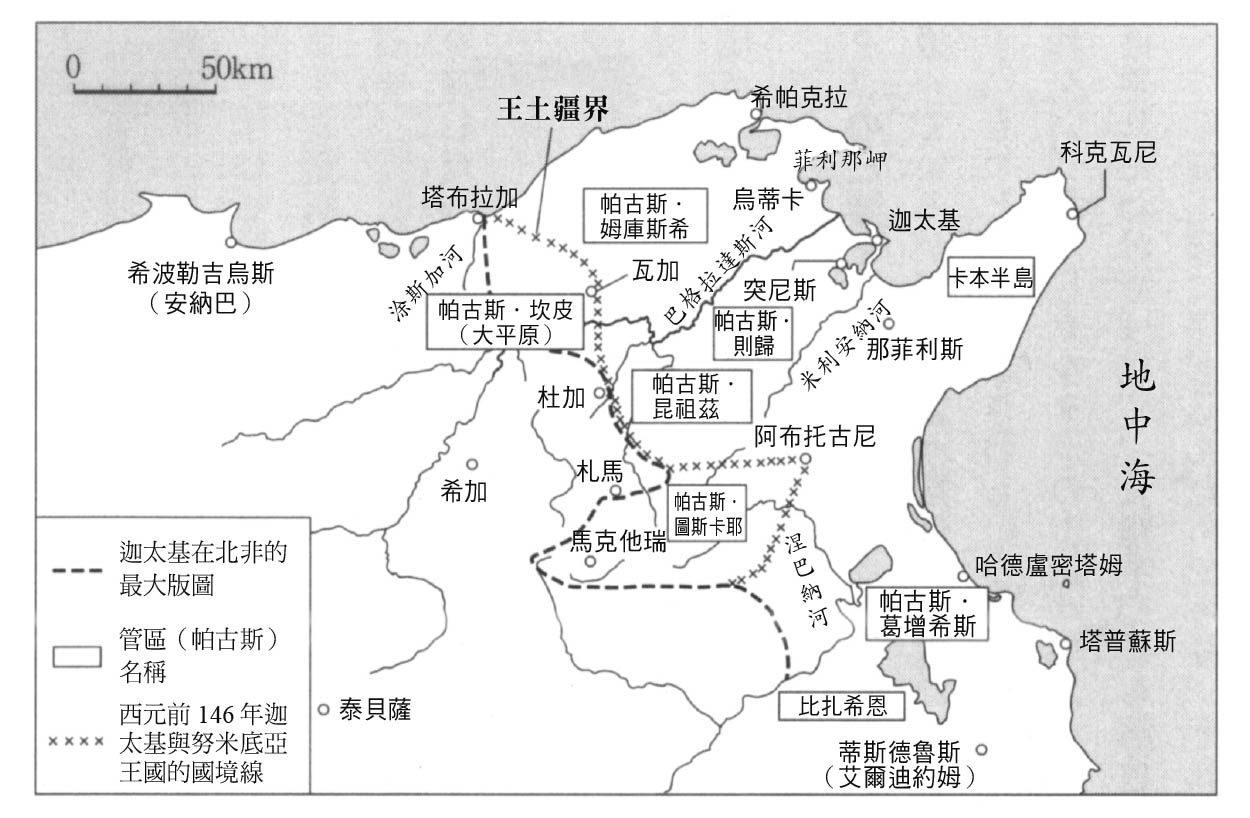 0
50km
王土疆界
希帕克拉
菲利那岬
科克瓦尼
塔布拉加
帕古斯・
姆庫斯希
烏蒂卡
迦太基
希波勒吉烏斯
（安納巴）
涂斯加河
瓦加
巴格拉達斯河
突尼斯
卡本半島
帕古斯・坎皮
（大平原）
帕古斯・
則歸
米利安納河
那菲利斯
杜加
帕古斯・
昆祖茲
地中海
阿布托古尼
希加
札馬
帕古斯・
圖斯卡耶
馬克他瑞
涅巴納河
哈德盧密塔姆
帕古斯・
葛增希斯
塔普蘇斯
泰貝薩
比扎希恩
蒂斯德魯斯
（艾爾迪約姆）
迦太基在北非的
最大版圖
管區（帕古斯）
名稱
西元前146年迦
太基與努米底亞
王國的國境線